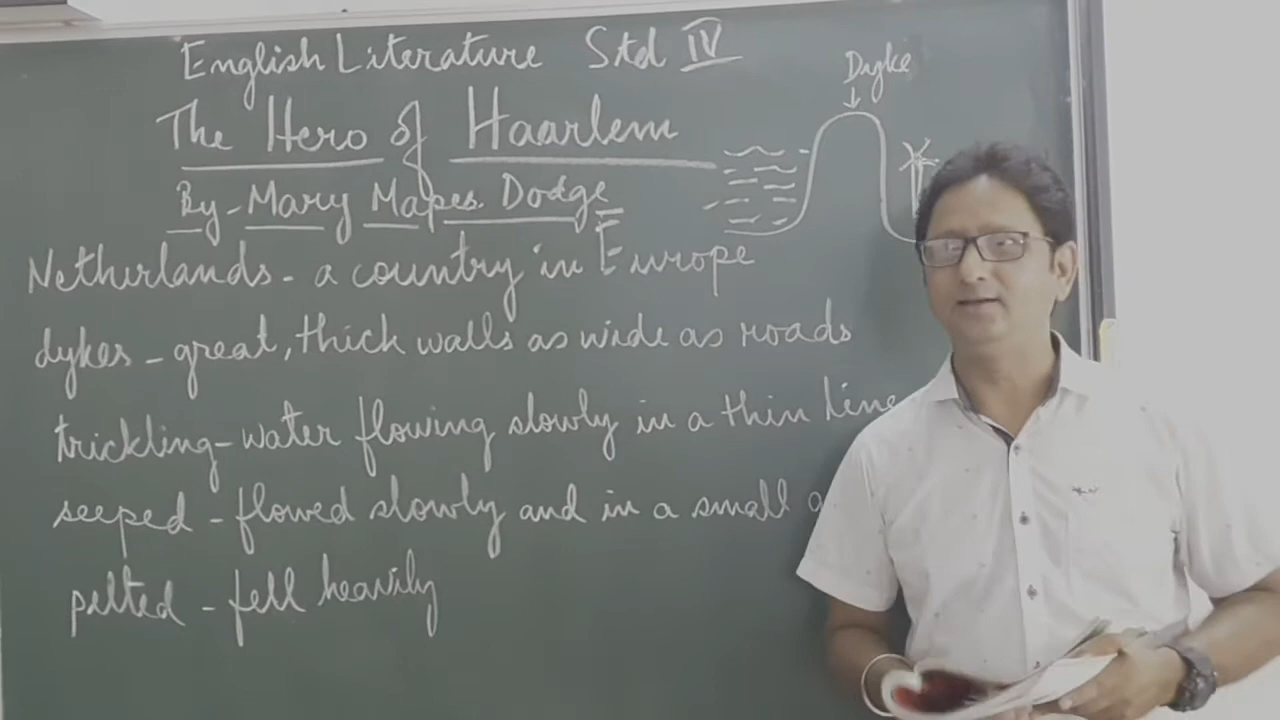 English Literature Std IV
Dyke
The Hero of Haarlem
By - Mary Mapes Dodge
Netherlands - a country in Europe
dykes - great, thick walls as wide as roads
trickling - water flowing slowly in a thin line
seeped - flowed slowly and in a small
pelted - fell heavily